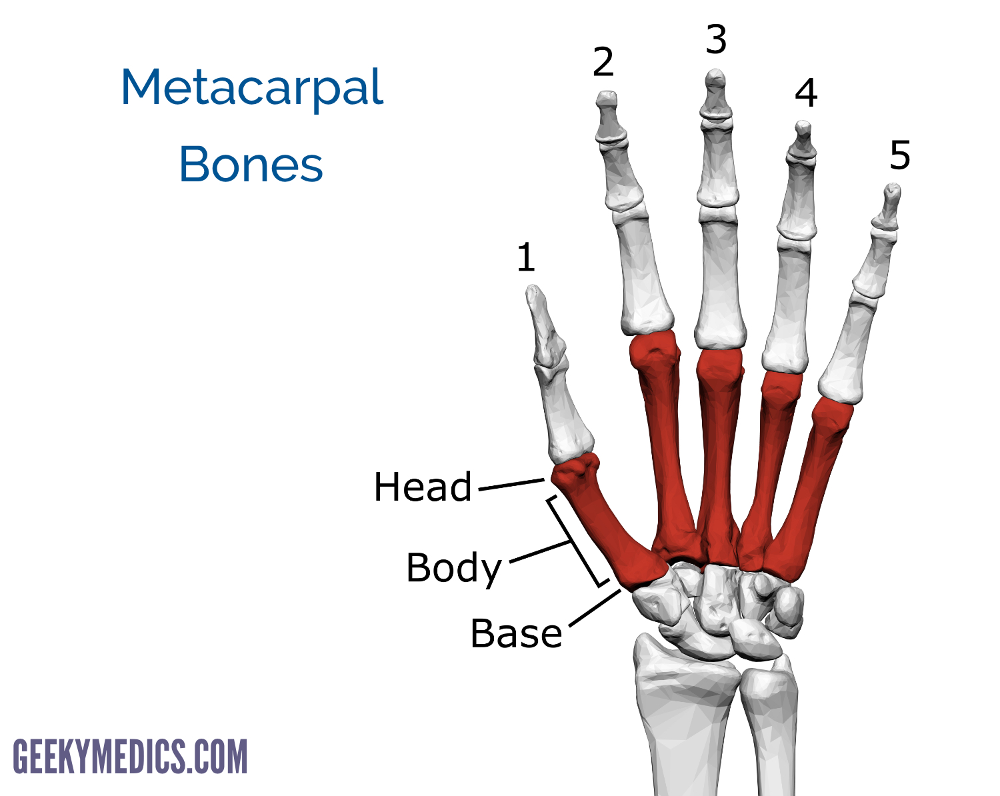 Metacarpal
Bones
1
2
3
4
5
Head
Body
Base
GEEKYMEDICS.COM